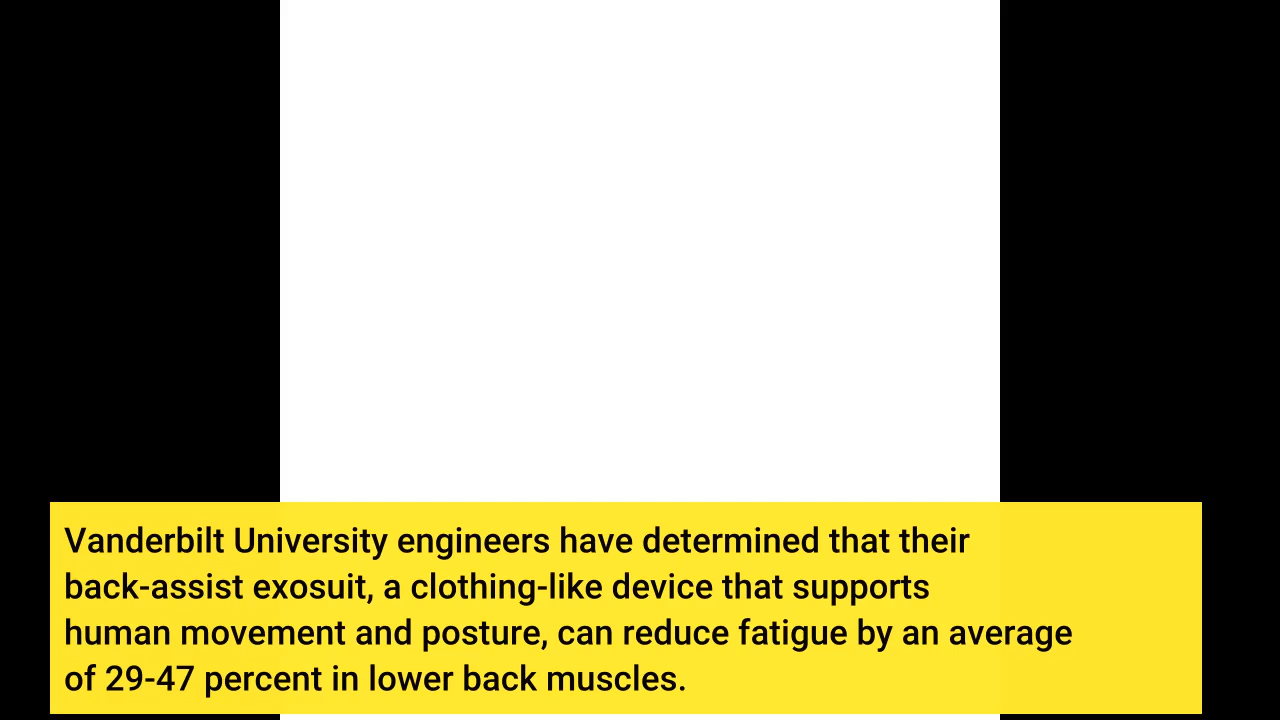 Vanderbilt University engineers have determined that their
back-assist exosuit, a clothing-like device that supports
human movement and posture, can reduce fatigue by an average
of 29-47 percent in lower back muscles.